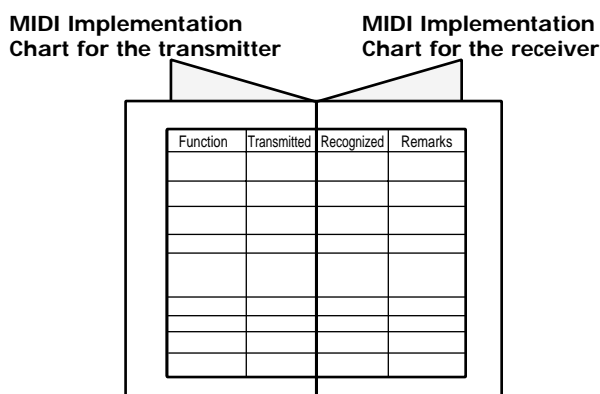 MIDI Implementation
Chart for the transmitter
MIDI Implementation
Chart for the receiver
Function Transmitted Recognized Remarks